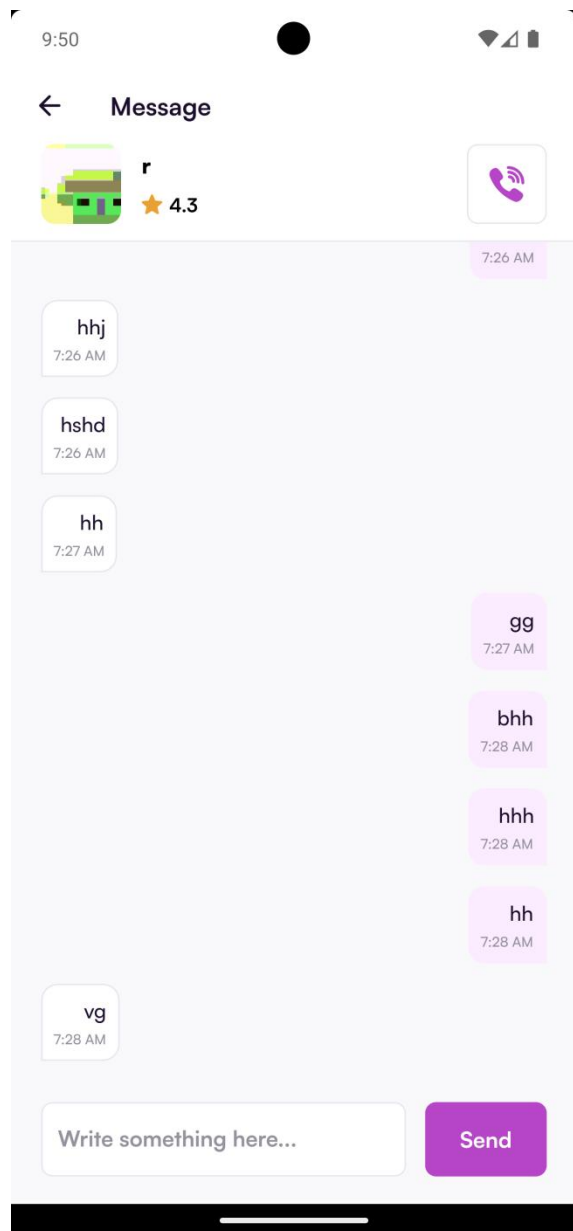 9:50
Message
r
4.3
7:26 AM
hhj
7:26 AM
hshd
7:26 AM
hh
7:27 AM
gg
7:27 AM
bhh
7:28 AM
hhh
7:28 AM
hh
7:28 AM
vg
7:28 AM
Write something here...
Send